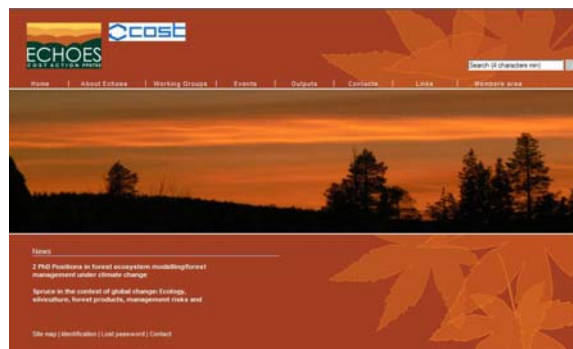 cost
ECHOES
COST ACTION FP0703
Search (4 characters min)
Home | About Echoes | Working Groups | Events | Outputs | Contacts | Links | Members area
News
2 PhD Positions in forest ecosystem modelling/forest
management under climate change
Spruce in the context of global change: Ecology,
silviculture, forest products, management risks and
Site map | Identification | Lost password | Contact